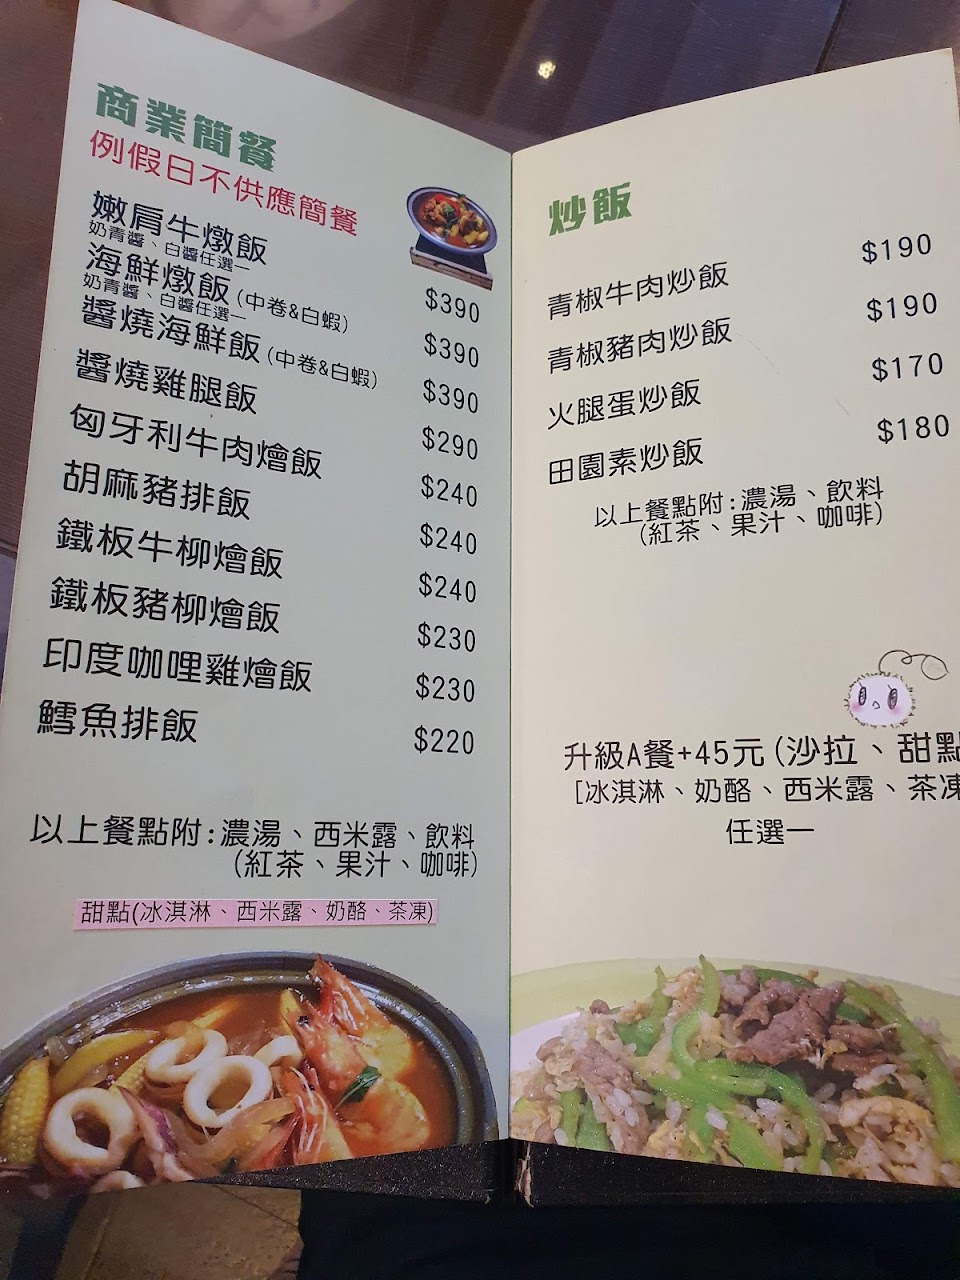 商業簡餐
例假日不供應簡餐
嫩肩牛燉飯
奶青醬、白醬任選一
$390
海鮮燉飯(中卷&白蝦)
奶青醬、白醬任選一
$390
醬燒海鮮飯(中卷&白蝦)
$390
醬燒雞腿飯
$290
匈牙利牛肉燴飯
$240
胡麻豬排飯
$240
鐵板牛柳燴飯
$240
鐵板豬柳燴飯
$230
印度咖哩雞燴飯
$230
鱈魚排飯
$220
以上餐點附:濃湯、西米露、飲料
(紅茶、果汁、咖啡)
甜點(冰淇淋、西米露、奶酪、茶凍)
炒飯
青椒牛肉炒飯
$190
青椒豬肉炒飯
$190
火腿蛋炒飯
$170
田園素炒飯
$180
以上餐點附:濃湯、飲料
(紅茶、果汁、咖啡)
升級A餐+45元(沙拉、甜點
[冰淇淋、奶酪、西米露、茶凍
任選一